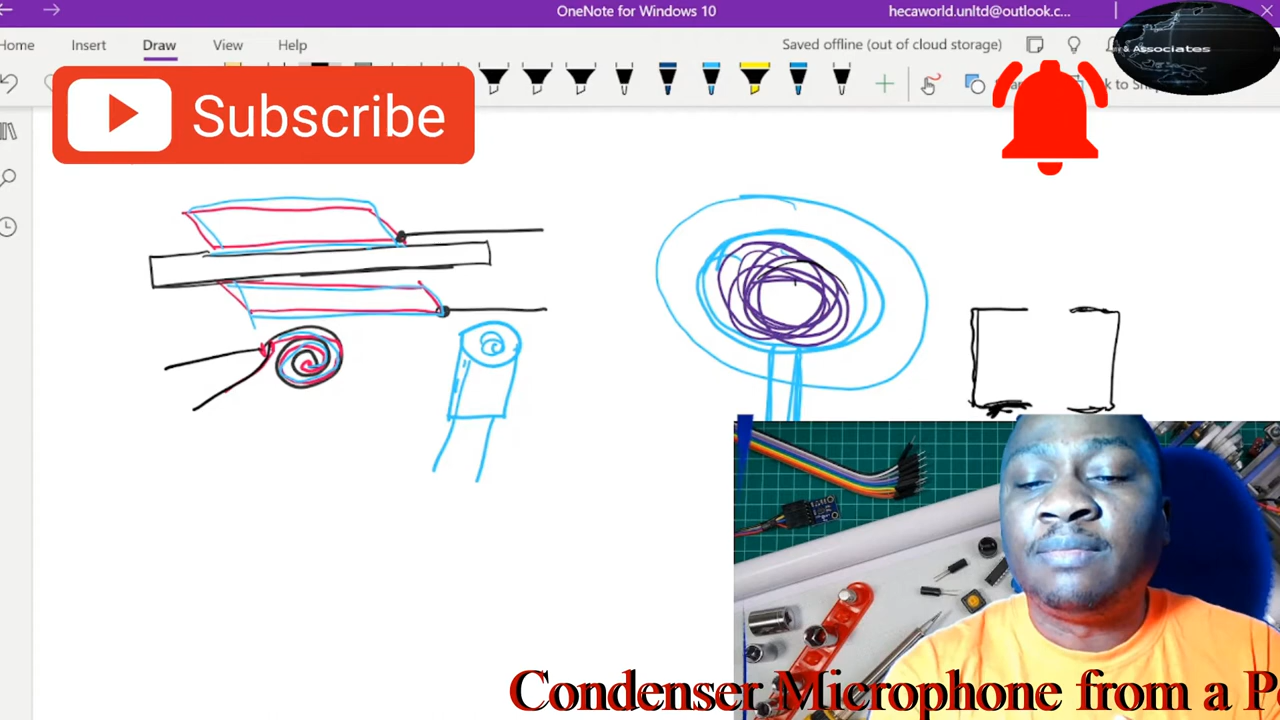 OneNote for Windows 10
hecaworld.unltd@outlook.c...
Home Insert Draw View Help
Saved offline (out of cloud storage)
& Associates
Subscribe
Condenser Microphone from a P